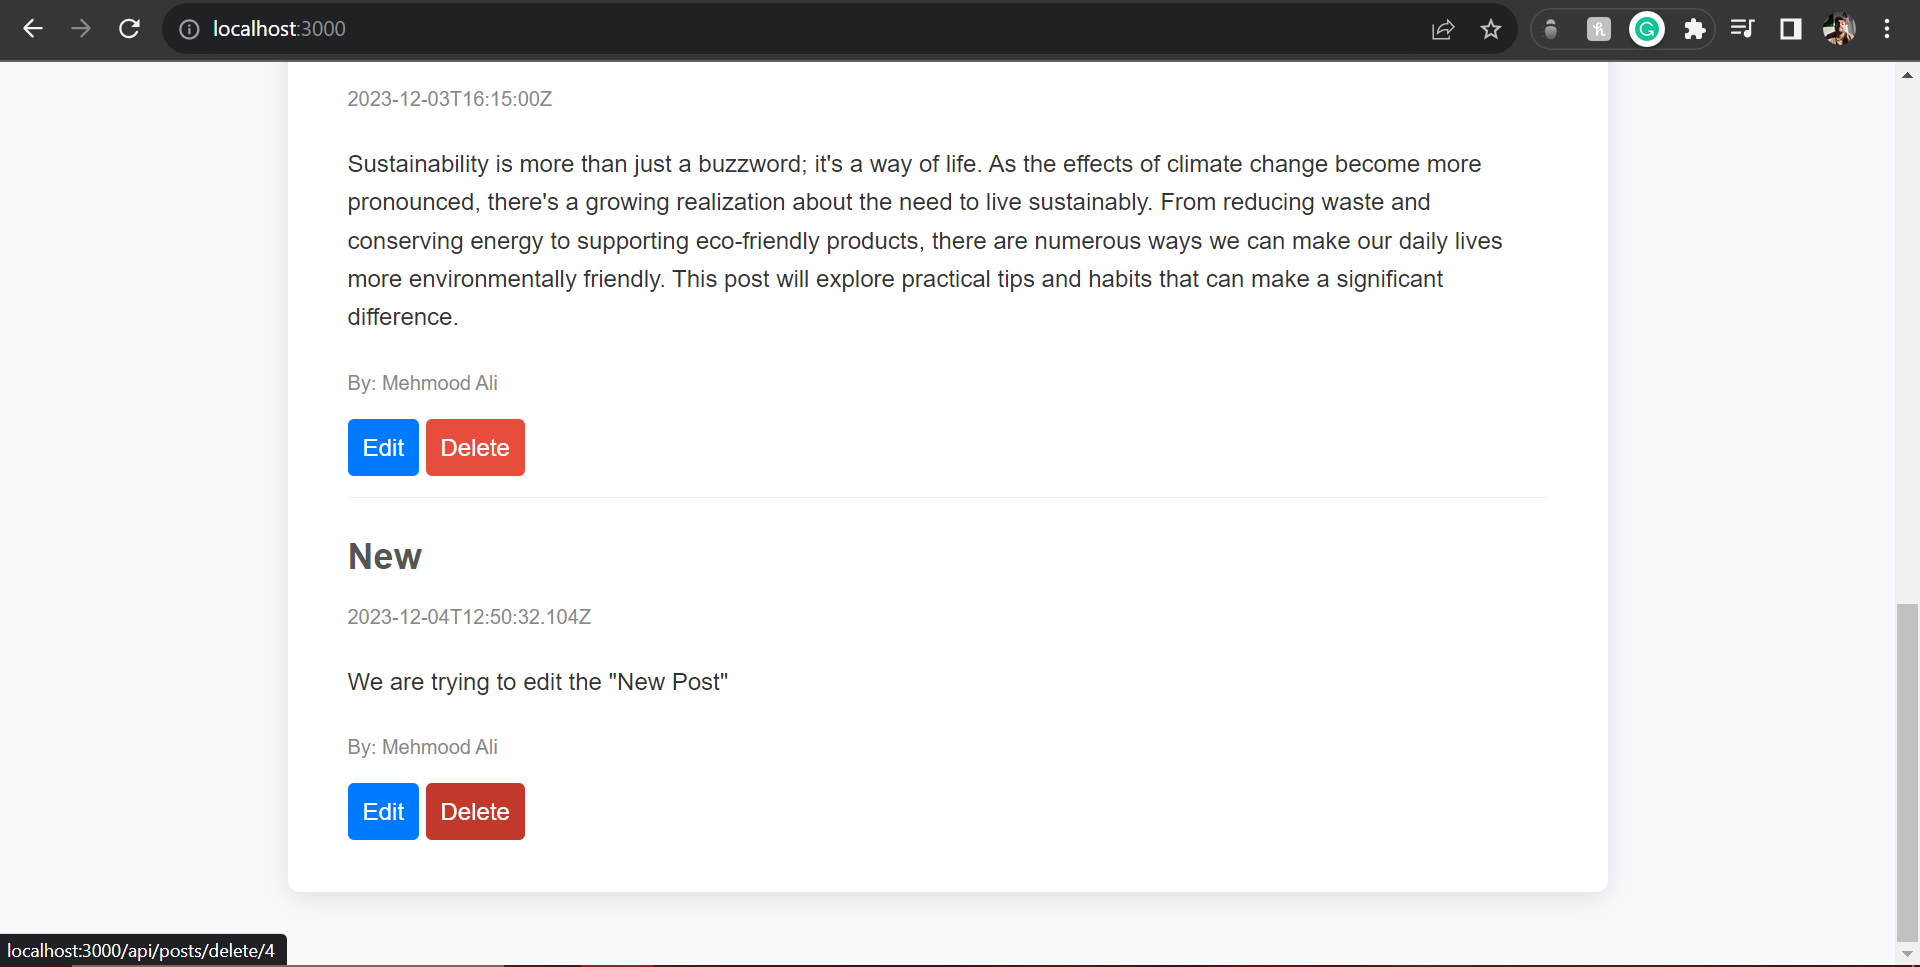 localhost:3000
2023-12-03T16:15:00Z
Sustainability is more than just a buzzword; it's a way of life. As the effects of climate change become more
pronounced, there's a growing realization about the need to live sustainably. From reducing waste and
conserving energy to supporting eco-friendly products, there are numerous ways we can make our daily lives
more environmentally friendly. This post will explore practical tips and habits that can make a significant
difference.
By: Mehmood Ali
Edit Delete
New
2023-12-04T12:50:32.104Z
We are trying to edit the "New Post"
By: Mehmood Ali
Edit Delete
localhost:3000/api/posts/delete/4